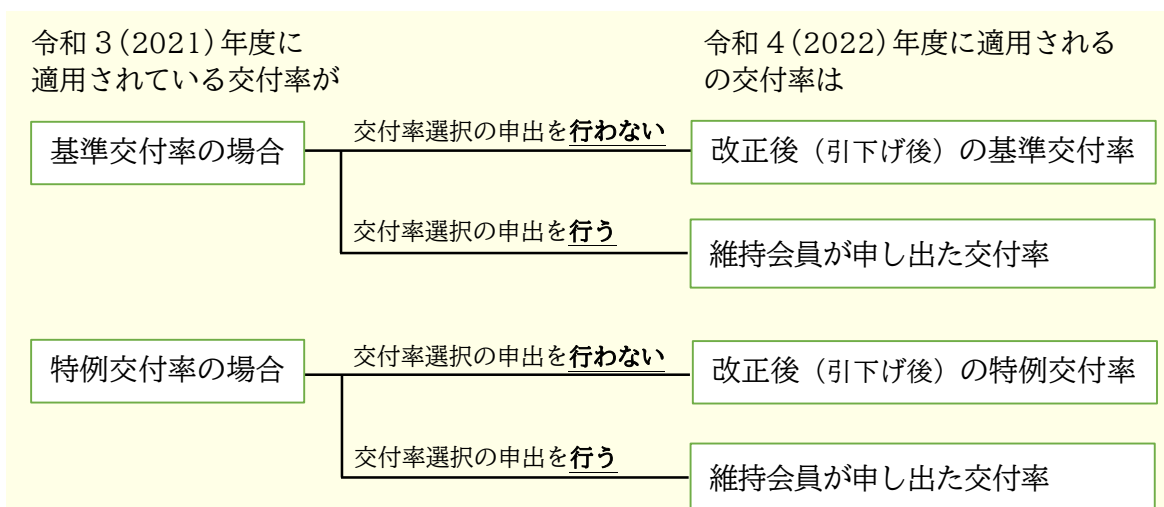 令和３(2021)年度に
適用されている交付率が
令和４(2022)年度に適用される
の交付率は
基準交付率の場合
交付率選択の申出を行わない
改正後（引下げ後）の基準交付率
交付率選択の申出を行う
維持会員が申し出た交付率
特例交付率の場合
交付率選択の申出を行わない
改正後（引下げ後）の特例交付率
交付率選択の申出を行う
維持会員が申し出た交付率